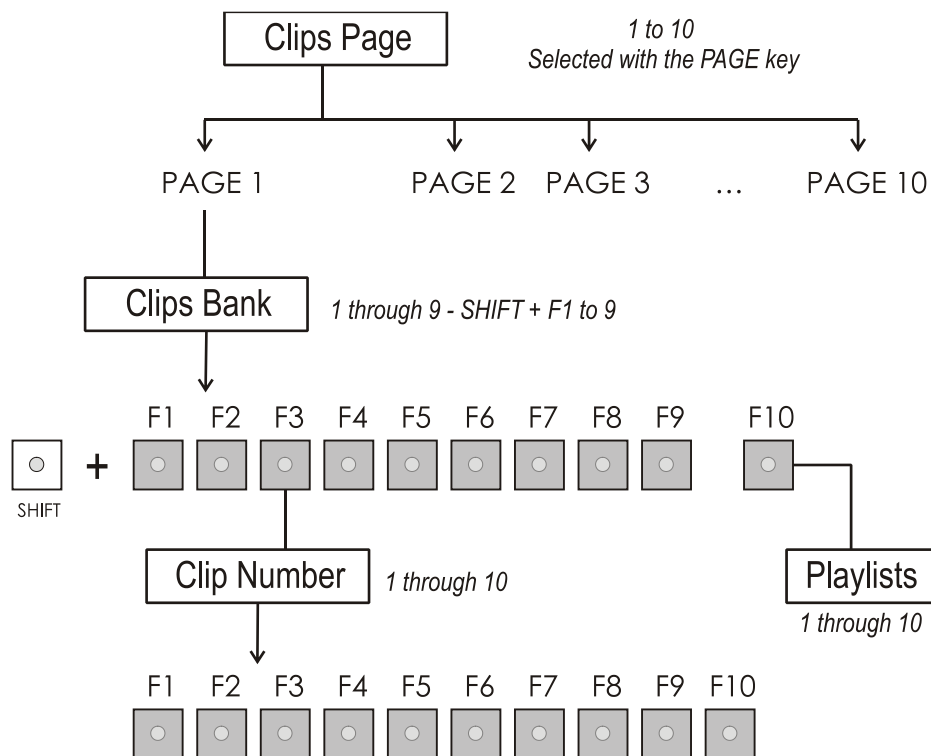 Clips Page
1 to 10
Selected with the PAGE key
PAGE 1 PAGE 2 PAGE 3 ... PAGE 10
Clips Bank
1 through 9 - SHIFT + F1 to 9
F1 F2 F3 F4 F5 F6 F7 F8 F9 F10
+
SHIFT
Clip Number
1 through 10
Playlists
1 through 10
F1 F2 F3 F4 F5 F6 F7 F8 F9 F10